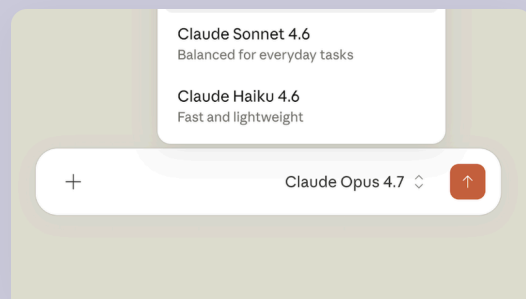 Claude Sonnet 4.6
Balanced for everyday tasks
Claude Haiku 4.6
Fast and lightweight
Claude Opus 4.7